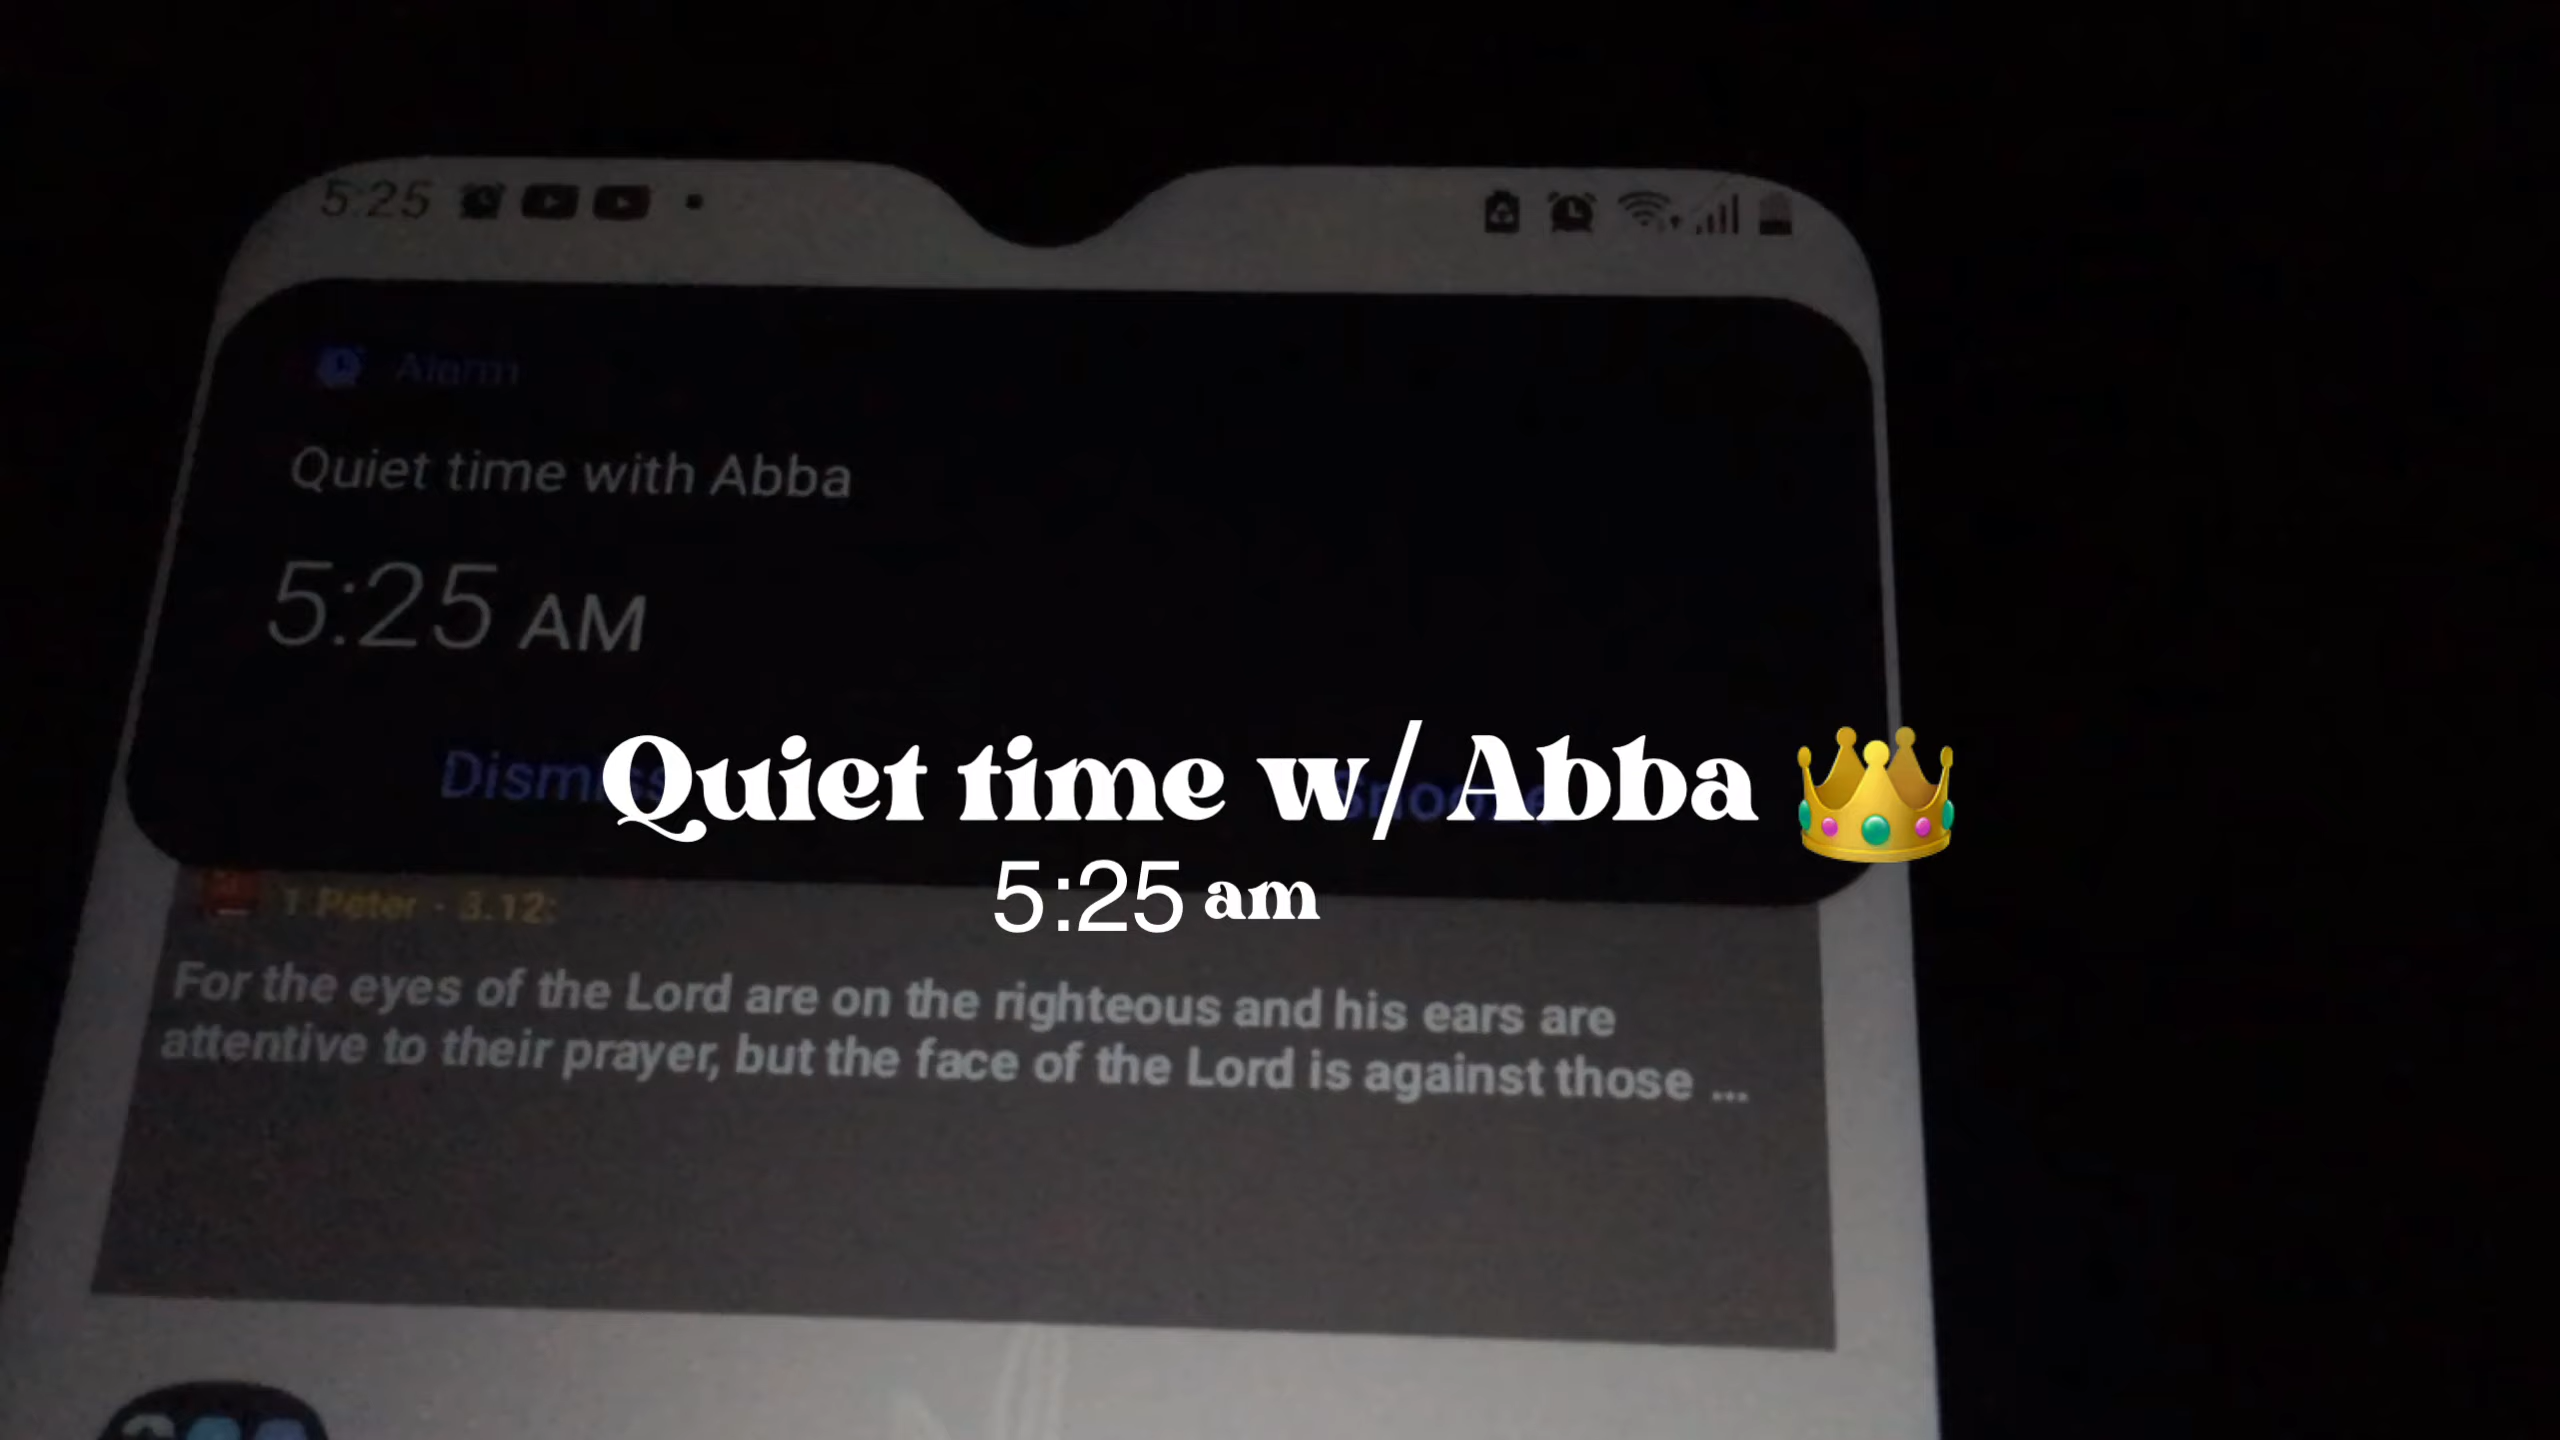 5:25
Alarm
Quiet time with Abba
5:25 AM
Dismiss Snooze
Quiet time w/ Abba 👑
5:25 am
1 Peter - 3.12:
For the eyes of the Lord are on the righteous and his ears are
attentive to their prayer, but the face of the Lord is against those ...